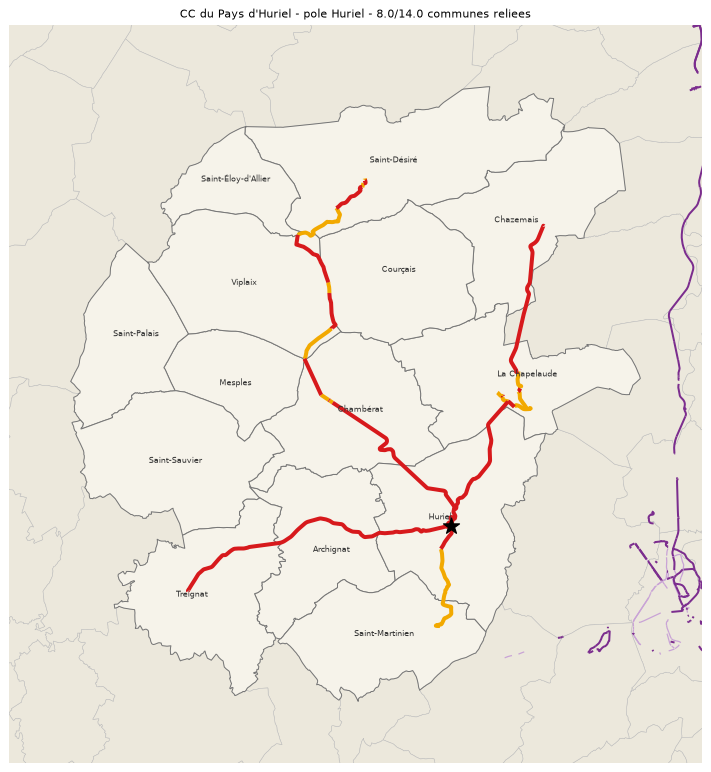 CC du Pays d'Huriel - pole Huriel - 8.0/14.0 communes reliees
Saint-Désiré
Saint-Éloy-d'Allier
Chazemais
Courçais
Viplaix
Saint-Palais
La Chapelaude
Mesples
Chambérat
Saint-Sauvier
Huriel
Archignat
Treignat
Saint-Martinien